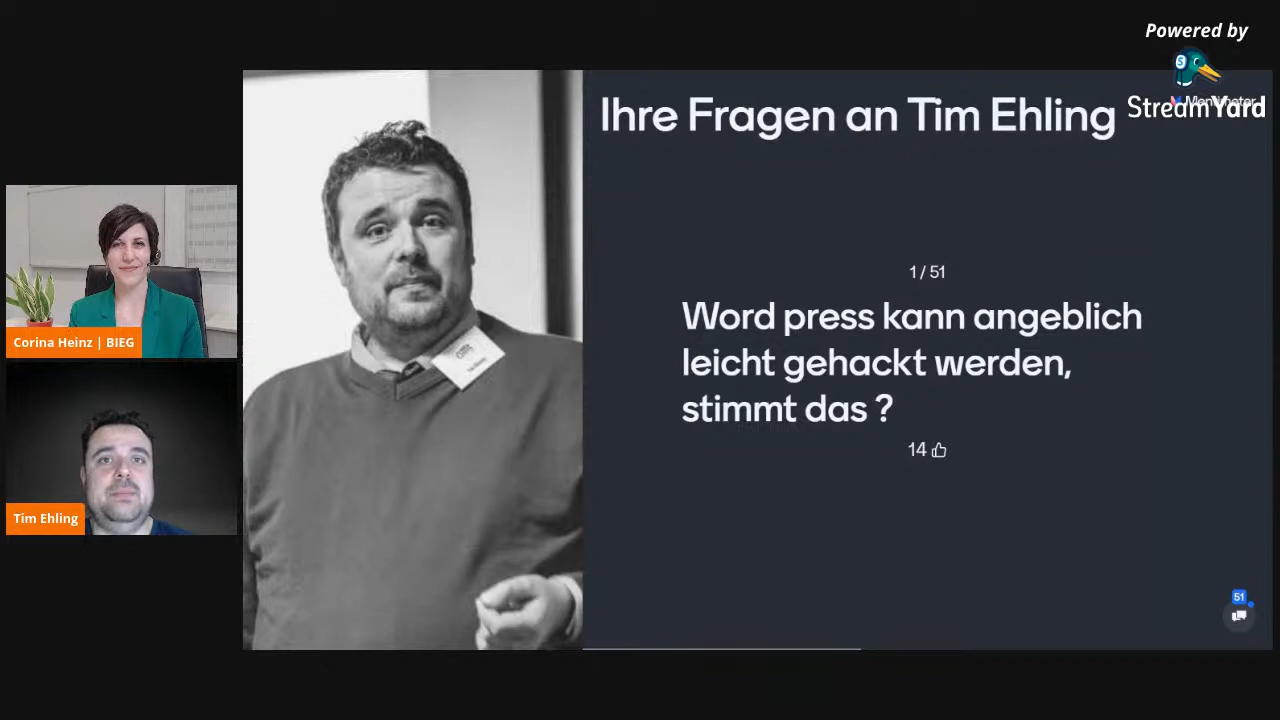 Powered by
StreamYard
Ihre Fragen an Tim Ehling
1 / 51
Word press kann angeblich
leicht gehackt werden,
stimmt das ?
14
Corina Heinz | BIEG
Tim Ehling
51